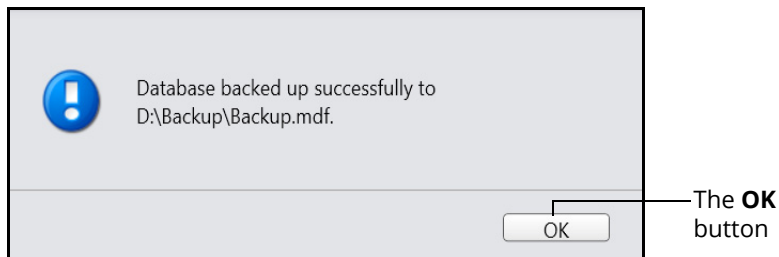 Database backed up successfully to
D:\Backup\Backup.mdf.
OK
The OK
button